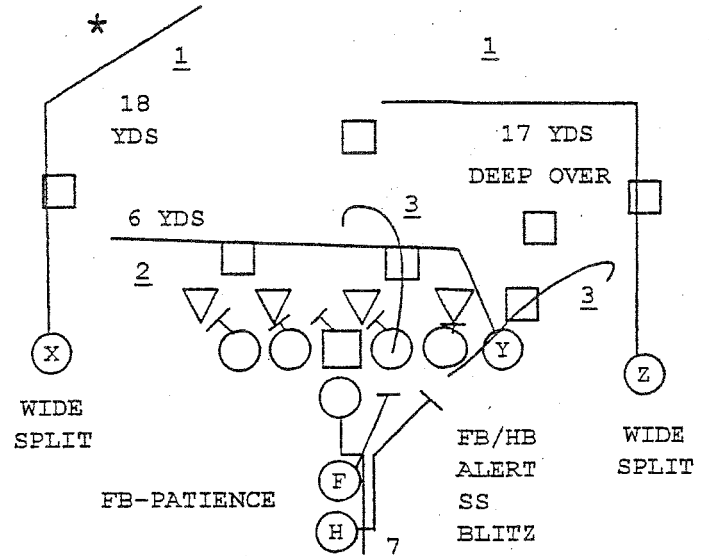 *
1
1
18
YDS
17 YDS
DEEP OVER
6 YDS
3
2
3
X
Y
Z
WIDE
SPLIT
FB/HB
ALERT
SS
BLITZ
WIDE
SPLIT
F
FB-PATIENCE
H
7